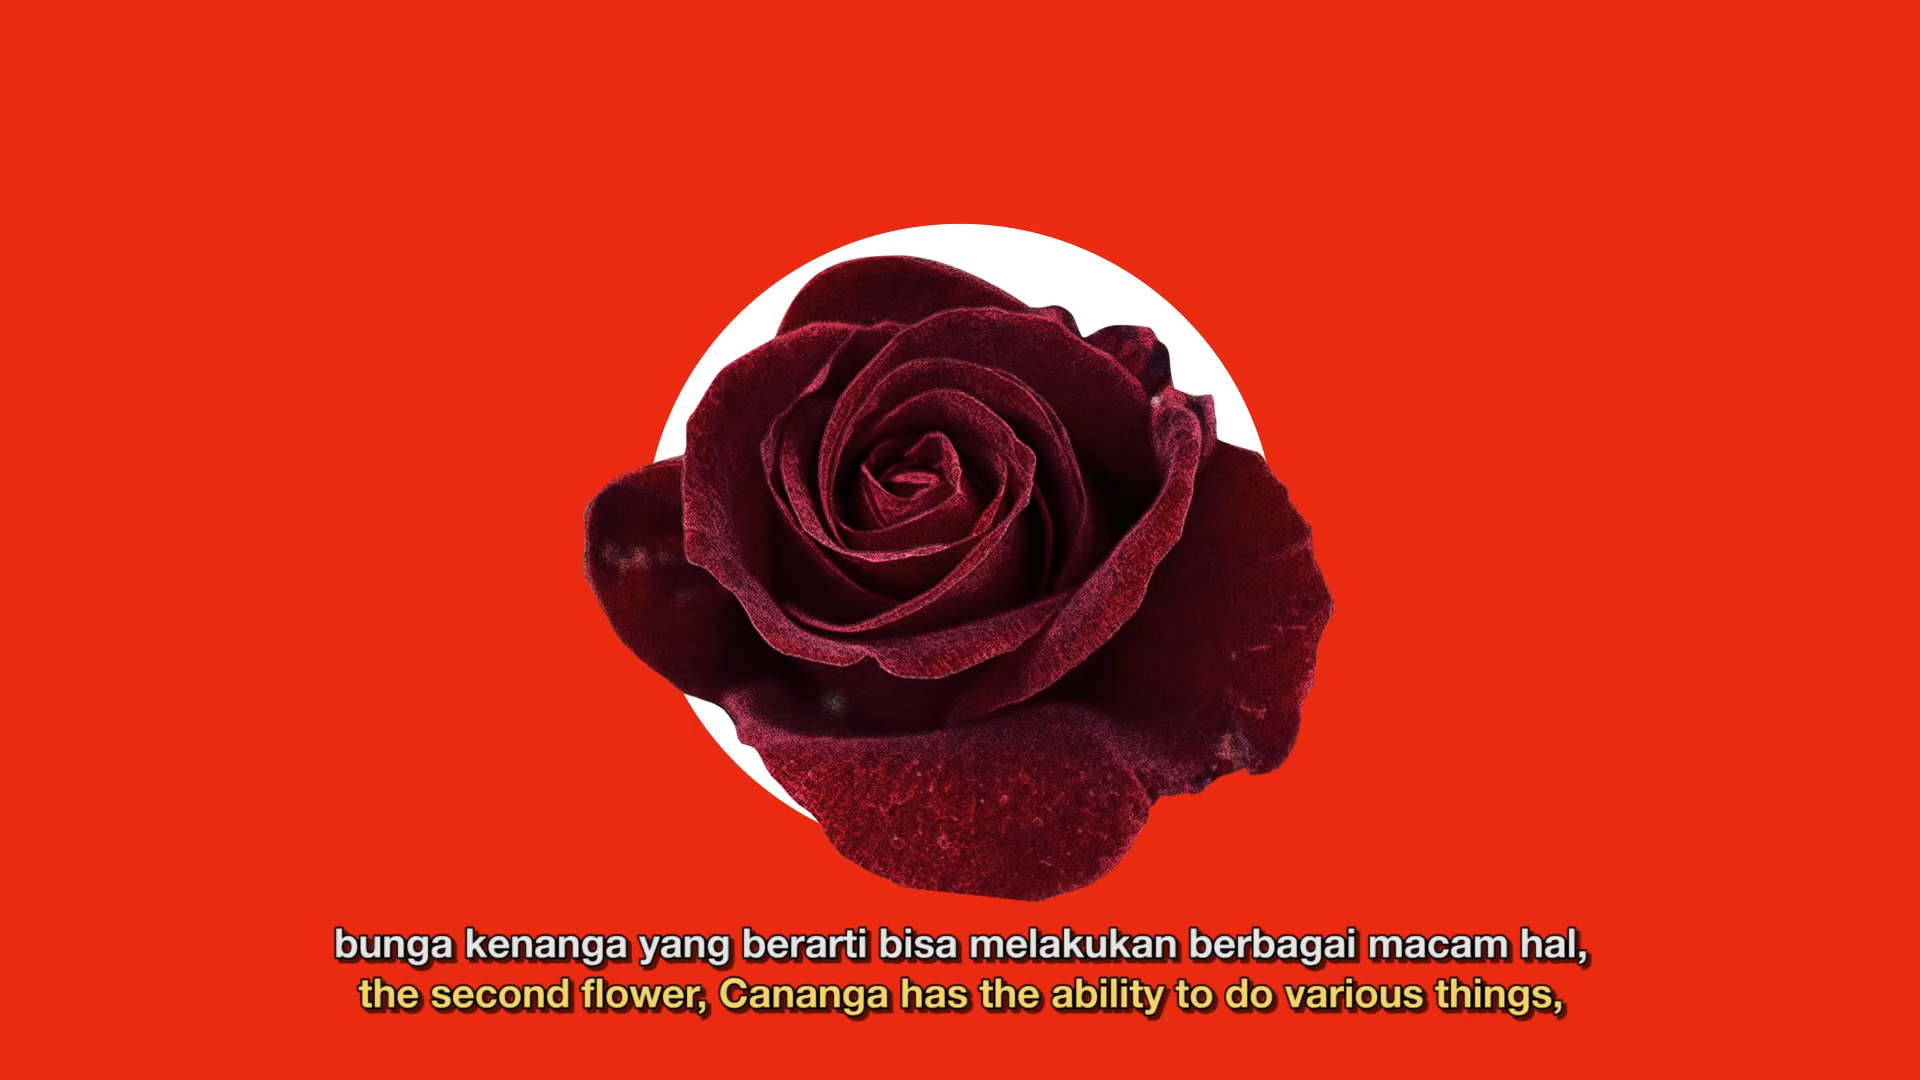 bunga kenanga yang berarti bisa melakukan berbagai macam hal,
the second flower, Cananga has the ability to do various things,